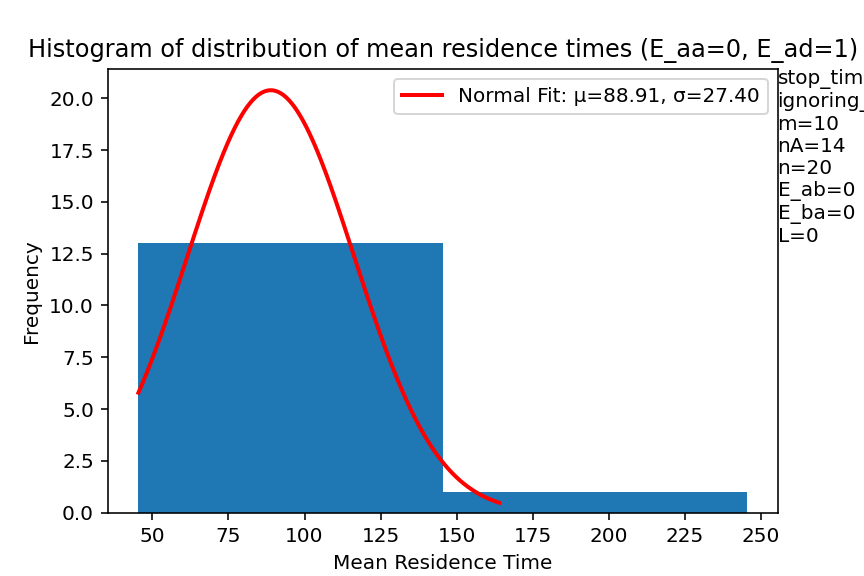 Histogram of distribution of mean residence times (E_aa=0, E_ad=1)
Normal Fit: μ=88.91, σ=27.40
stop_tim
ignoring_
m=10
nA=14
n=20
E_ab=0
E_ba=0
L=0
Frequency
20.0
17.5
15.0
12.5
10.0
7.5
5.0
2.5
0.0
50 75 100 125 150 175 200 225 250
Mean Residence Time